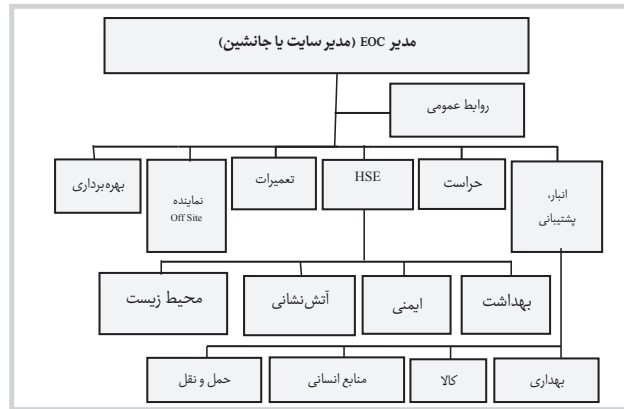 مدیر EOC (مدیر سایت یا جانشین)
روابط عمومی
انبار،
پشتیبانی
حراست
HSE
تعمیرات
نماینده
Off Site
بهره‌برداری
بهداشت
ایمنی
آتش‌نشانی
محیط زیست
بهداری
کالا
منابع انسانی
حمل و نقل